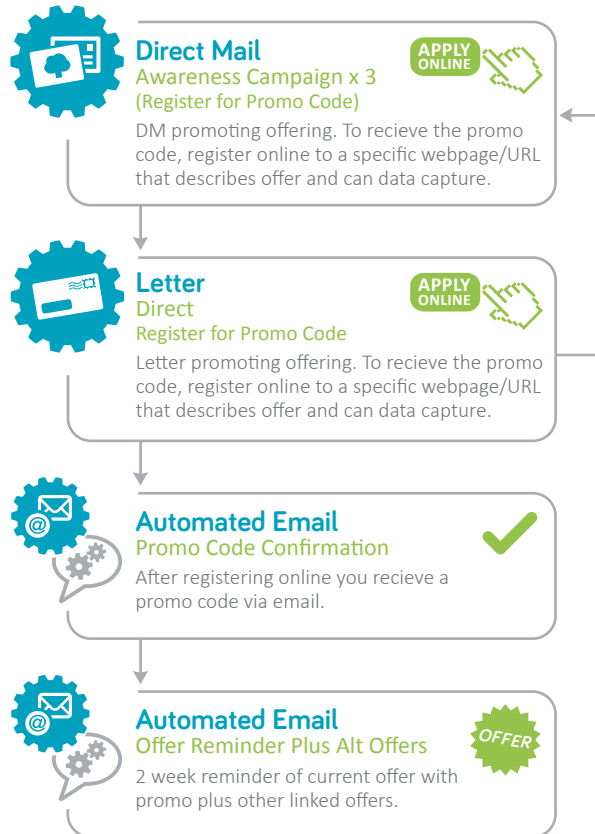 Direct Mail
Awareness Campaign x 3
(Register for Promo Code)
APPLY
ONLINE
DM promoting offering. To recieve the promo
code, register online to a specific webpage/URL
that describes offer and can data capture.
Letter
Direct
Register for Promo Code
APPLY
ONLINE
Letter promoting offering. To recieve the promo
code, register online to a specific webpage/URL
that describes offer and can data capture.
@
Automated Email
Promo Code Confirmation
After registering online you recieve a
promo code via email.
@
Automated Email
Offer Reminder Plus Alt Offers
OFFER
2 week reminder of current offer with
promo plus other linked offers.